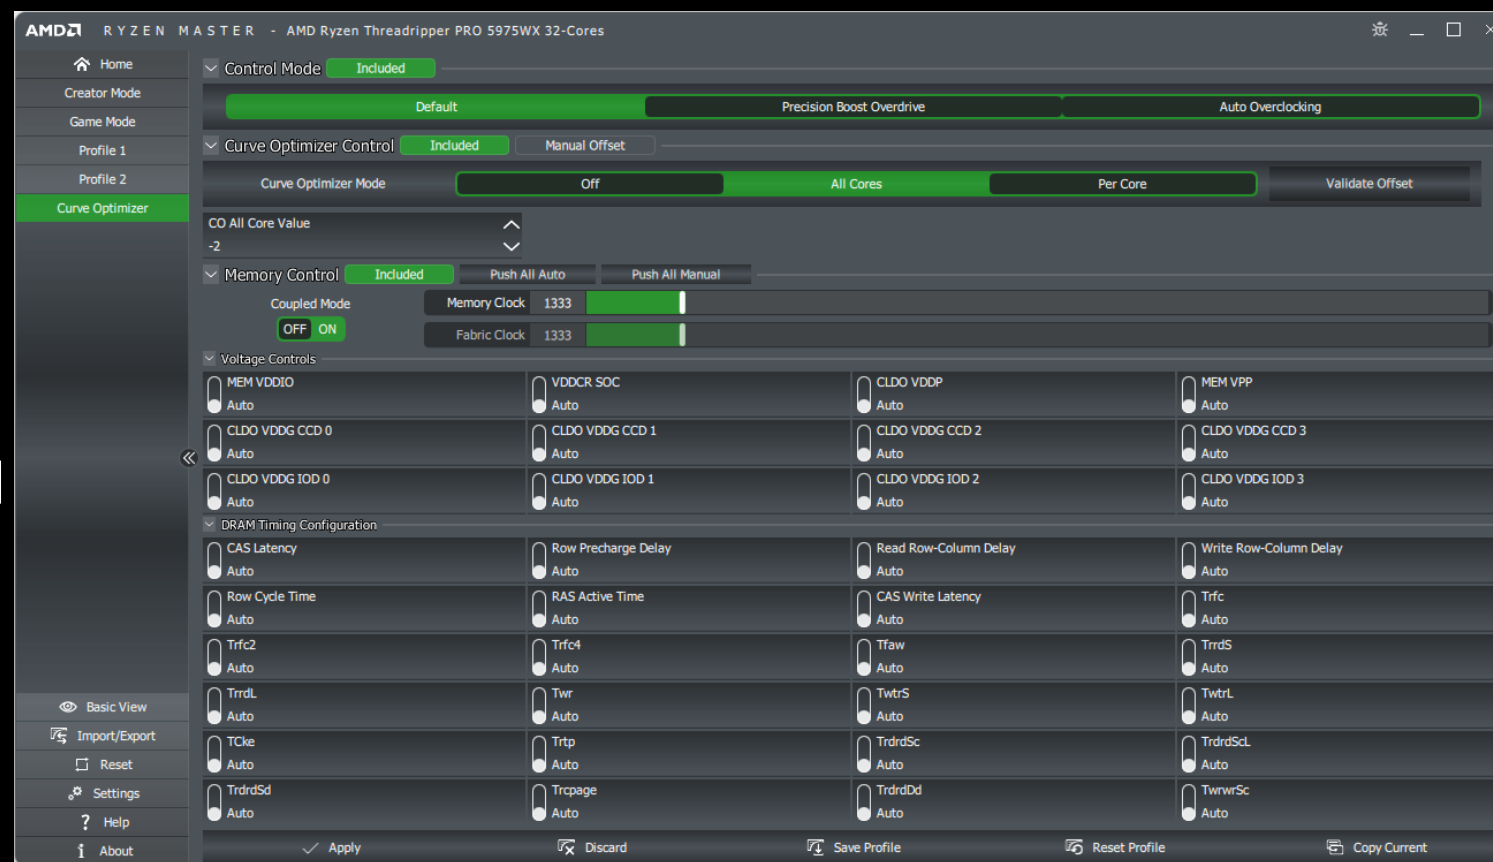 AMD RYZEN MASTER - AMD Ryzen Threadripper PRO 5975WX 32-Cores
Home
Creator Mode
Game Mode
Profile 1
Profile 2
Curve Optimizer
Basic View
Import/Export
Reset
Settings
Help
About
Control Mode Included
Default Precision Boost Overdrive Auto Overclocking
Curve Optimizer Control Included Manual Offset
Curve Optimizer Mode Off All Cores Per Core Validate Offset
CO All Core Value
-2
Memory Control Included Push All Auto Push All Manual
Coupled Mode Memory Clock 1333
OFF ON Fabric Clock 1333
Voltage Controls
MEM VDDIO VDDCR SOC CLDO VDDP MEM VPP
Auto Auto Auto Auto
CLDO VDDG CCD 0 CLDO VDDG CCD 1 CLDO VDDG CCD 2 CLDO VDDG CCD 3
Auto Auto Auto Auto
CLDO VDDG IOD 0 CLDO VDDG IOD 1 CLDO VDDG IOD 2 CLDO VDDG IOD 3
Auto Auto Auto Auto
DRAM Timing Configuration
CAS Latency Row Precharge Delay Read Row-Column Delay Write Row-Column Delay
Auto Auto Auto Auto
Row Cycle Time RAS Active Time CAS Write Latency Trfc
Auto Auto Auto Auto
Trfc2 Trfc4 Tfaw TrrdS
Auto Auto Auto Auto
TrrdL Twr TwtrS TwtrL
Auto Auto Auto Auto
TCke Trtp TrdrdSc TrdrdScL
Auto Auto Auto Auto
TrdrdSd Trcpage TrdrdDd TwrwrSc
Auto Auto Auto Auto
Apply Discard Save Profile Reset Profile Copy Current